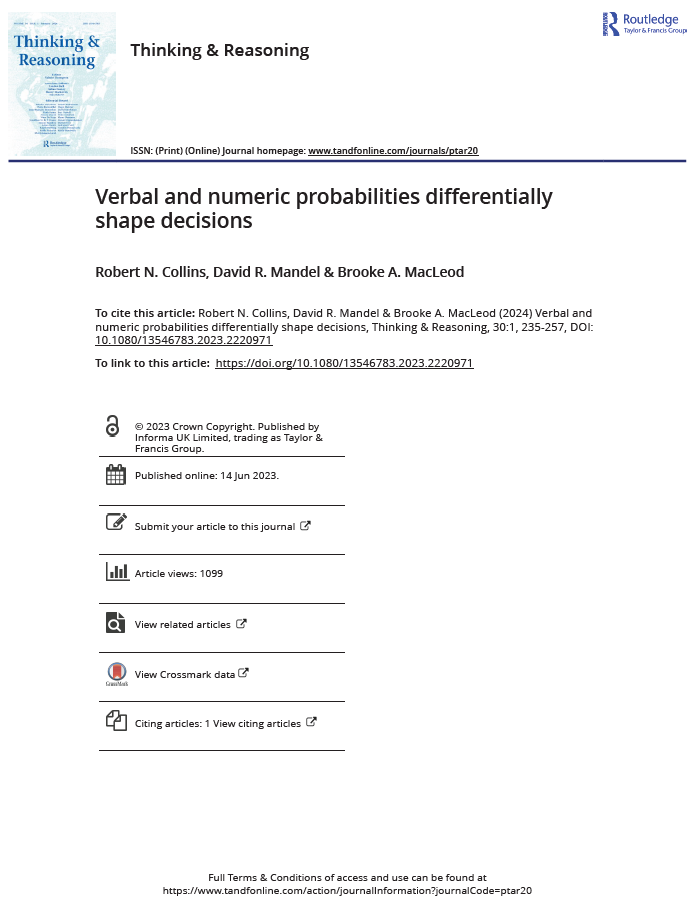 Thinking &
Reasoning
Routledge
Taylor & Francis Group
ROUTLEDGE
Thinking & Reasoning
ISSN: (Print) (Online) Journal homepage: www.tandfonline.com/journals/ptar20
Verbal and numeric probabilities differentially
shape decisions
Robert N. Collins, David R. Mandel & Brooke A. MacLeod
To cite this article: Robert N. Collins, David R. Mandel & Brooke A. MacLeod (2024) Verbal and
numeric probabilities differentially shape decisions, Thinking & Reasoning, 30:1, 235-257, DOI:
10.1080/13546783.2023.2220971
To link to this article: https://doi.org/10.1080/13546783.2023.2220971
© 2023 Crown Copyright. Published by
Informa UK Limited, trading as Taylor &
Francis Group.
Published online: 14 Jun 2023.
Submit your article to this journal
Article views: 1099
View related articles
View Crossmark data
CrossMark
Citing articles: 1 View citing articles
Full Terms & Conditions of access and use can be found at
https://www.tandfonline.com/action/journalInformation?journalCode=ptar20